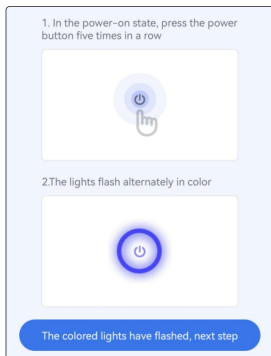 1. In the power-on state, press the power
button five times in a row
2.The lights flash alternately in color
The colored lights have flashed, next step